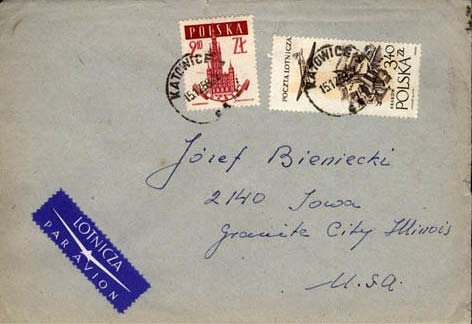 POLSKA
2.10 ZŁ
KATOWICE
POCZTA LOTNICZA
KATOWICE
3.40 ZŁ
POLSKA
Józef Bieniecki
2140 Iowa
Granite City Illinois
U.S.A.
LOTNICZA
PAR AVION